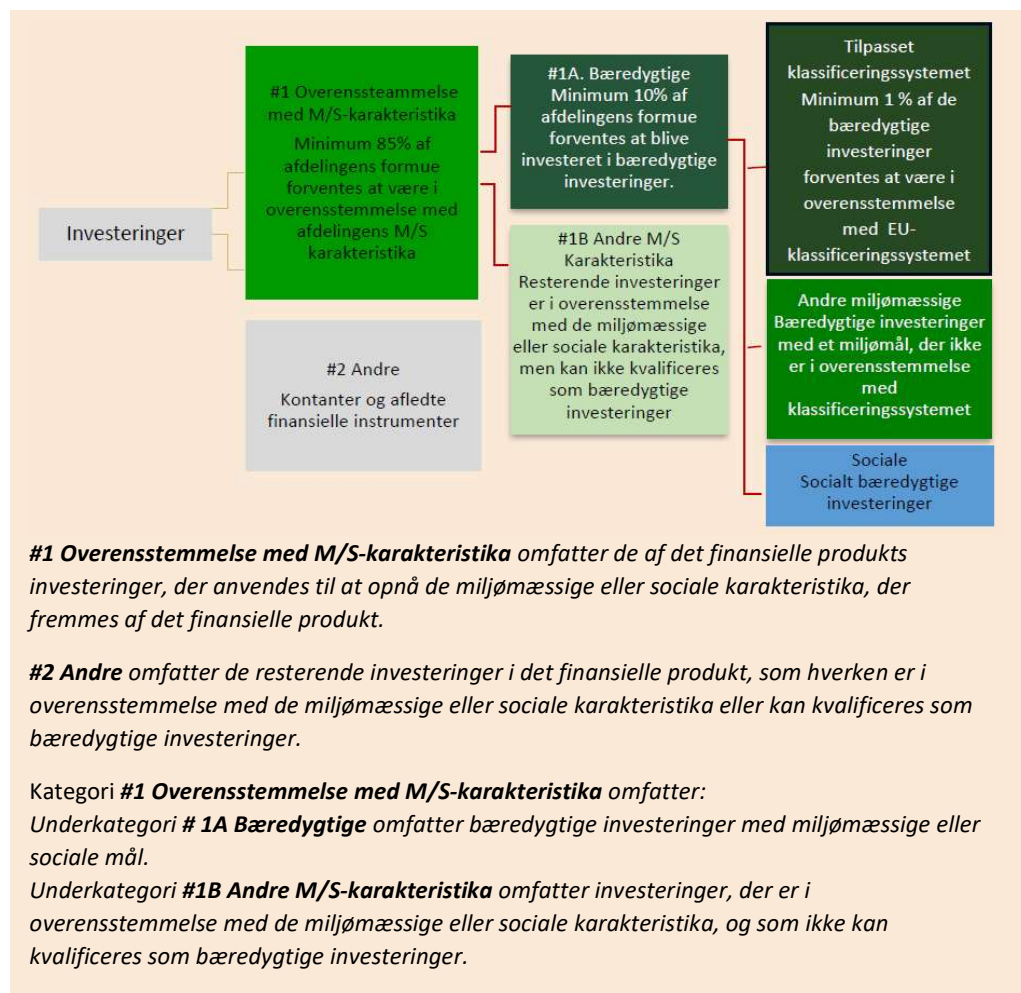 Investeringer
#1 Overenssteammelse
med M/S-karakteristika
Minimum 85% af
afdelingens formue
forventes at være i
overensstemmelse med
afdelingens M/S
karakteristika
#2 Andre
Kontanter og afledte
finansielle instrumenter
#1A. Bæredygtige
Minimum 10% af
afdelingens formue
forventes at blive
investeret i bæredygtige
investeringer.
#1B Andre M/S
Karakteristika
Resterende investeringer
er i overensstemmelse
med de miljømæssige
eller sociale karakteristika,
men kan ikke kvalificeres
som bæredygtige
investeringer
Tilpasset
klassificeringssystemet
Minimum 1 % af de
bæredygtige
investeringer
forventes at være i
overensstemmelse
med EU-
klassificeringssystemet
Andre miljømæssige
Bæredygtige investeringer
med et miljømål, der ikke
er i overensstemmelse
med
klassificeringssystemet
Sociale
Socialt bæredygtige
investeringer
#1 Overensstemmelse med M/S-karakteristika omfatter de af det finansielle produkts
investeringer, der anvendes til at opnå de miljømæssige eller sociale karakteristika, der
fremmes af det finansielle produkt.
#2 Andre omfatter de resterende investeringer i det finansielle produkt, som hverken er i
overensstemmelse med de miljømæssige eller sociale karakteristika eller kan kvalificeres som
bæredygtige investeringer.
Kategori #1 Overensstemmelse med M/S-karakteristika omfatter:
Underkategori # 1A Bæredygtige omfatter bæredygtige investeringer med miljømæssige eller
sociale mål.
Underkategori #1B Andre M/S-karakteristika omfatter investeringer, der er i
overensstemmelse med de miljømæssige eller sociale karakteristika, og som ikke kan
kvalificeres som bæredygtige investeringer.